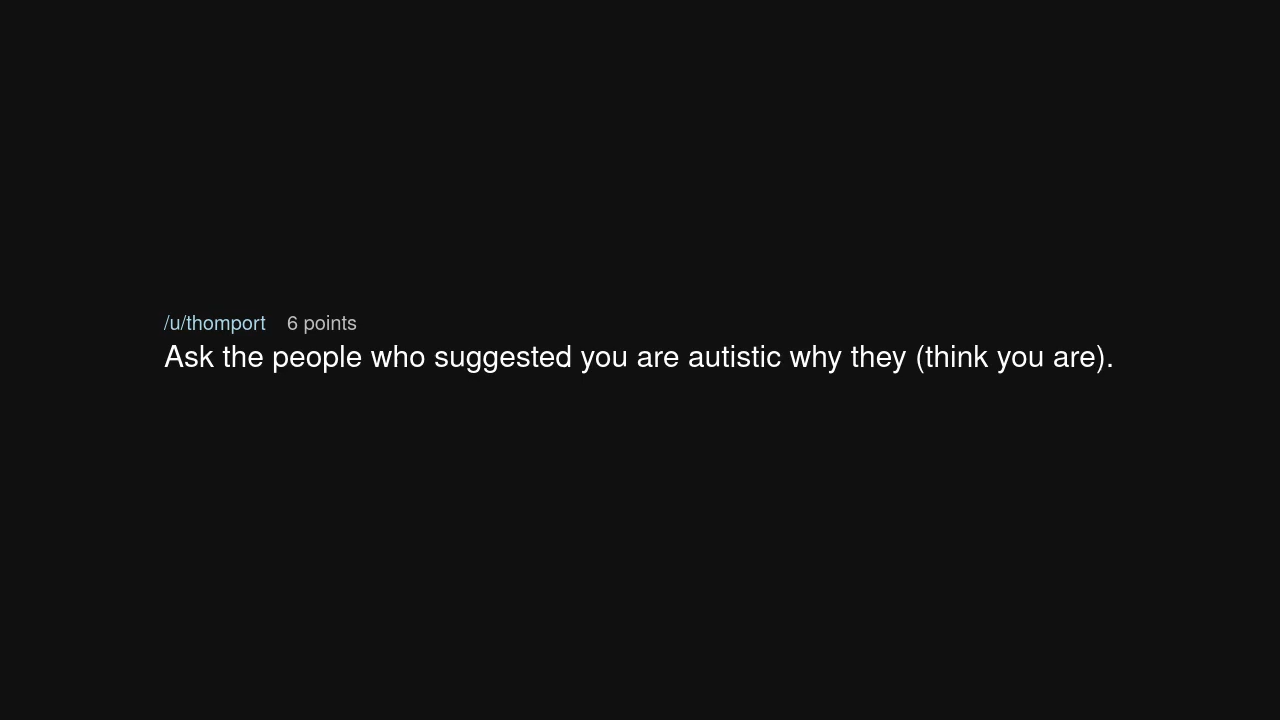 /u/thomport 6 points
Ask the people who suggested you are autistic why they (think you are).